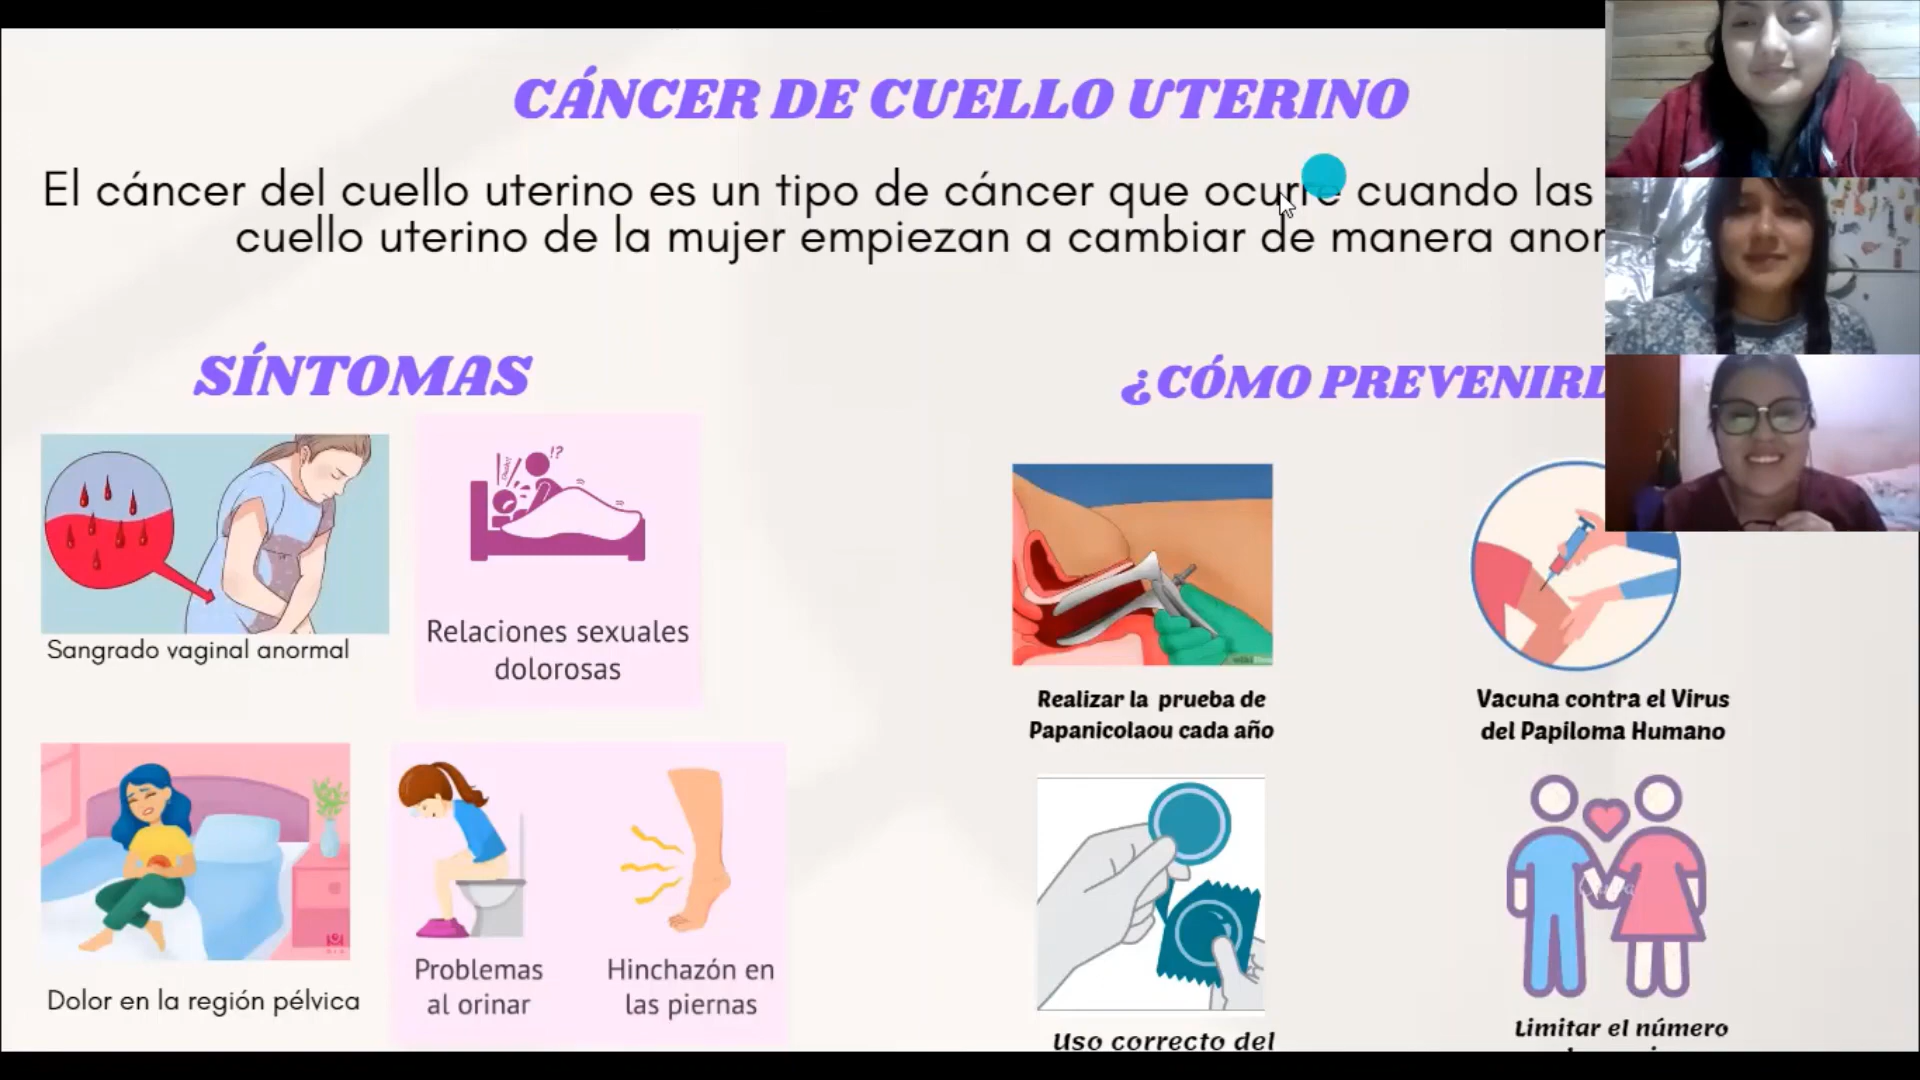 CÁNCER DE CUELLO UTERINO
El cáncer del cuello uterino es un tipo de cáncer que ocurre cuando las
cuello uterino de la mujer empiezan a cambiar de manera anor
SÍNTOMAS
¿CÓMO PREVENIRL
!?
Sangrado vaginal anormal
Relaciones sexuales
dolorosas
Realizar la prueba de
Papanicolaou cada año
Vacuna contra el Virus
del Papiloma Humano
Dolor en la región pélvica
Problemas
al orinar
Hinchazón en
las piernas
Uso correcto del
Limitar el número